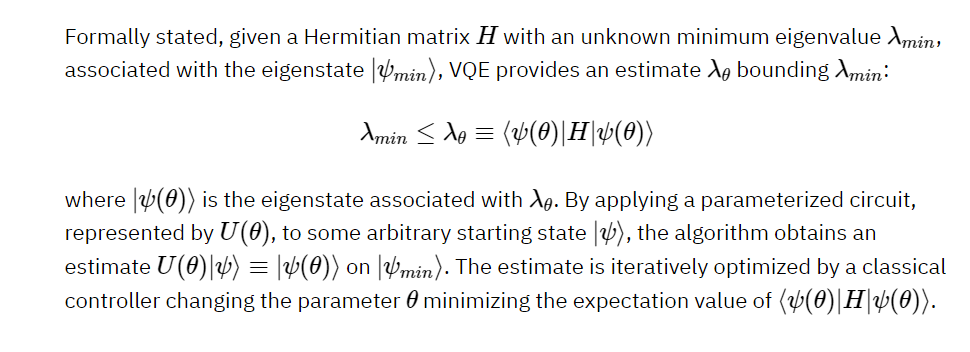 Formally stated, given a Hermitian matrix H with an unknown minimum eigenvalue λ_min,
associated with the eigenstate |ψ_min⟩, VQE provides an estimate λ_θ bounding λ_min:
λ_min ≤ λ_θ ≡ ⟨ψ(θ)|H|ψ(θ)⟩
where |ψ(θ)⟩ is the eigenstate associated with λ_θ. By applying a parameterized circuit,
represented by U(θ), to some arbitrary starting state |ψ⟩, the algorithm obtains an
estimate U(θ)|ψ⟩ ≡ |ψ(θ)⟩ on |ψ_min⟩. The estimate is iteratively optimized by a classical
controller changing the parameter θ minimizing the expectation value of ⟨ψ(θ)|H|ψ(θ)⟩.